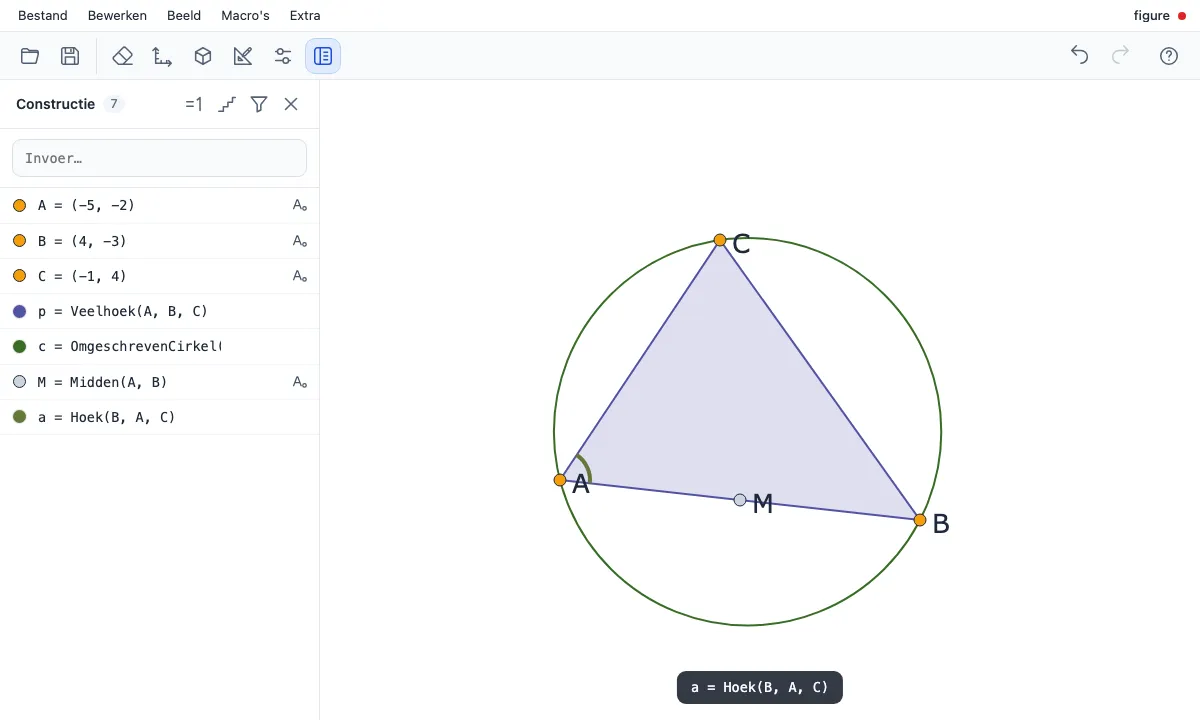 Bestand Bewerken Beeld Macro's Extra figure
Constructie 7 =1
Invoer…
A = (−5, −2) A
B = (4, −3) A
C = (−1, 4) A
p = Veelhoek(A, B, C)
c = OmgeschrevenCirkel(
M = Midden(A, B) A
a = Hoek(B, A, C)
C
A
M
B
a = Hoek(B, A, C)